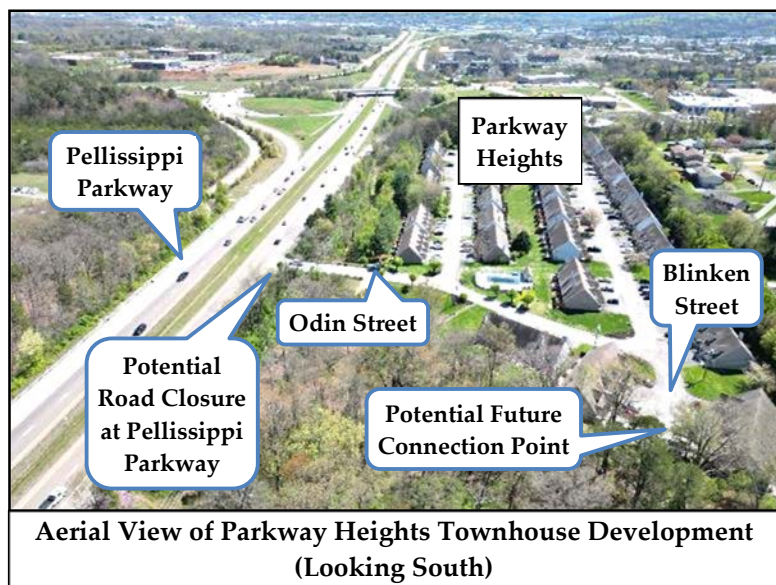 Parkway
Heights
Pellissippi
Parkway
Blinken
Street
Odin Street
Potential
Road Closure
at Pellissippi
Parkway
Potential Future
Connection Point
Aerial View of Parkway Heights Townhouse Development
(Looking South)